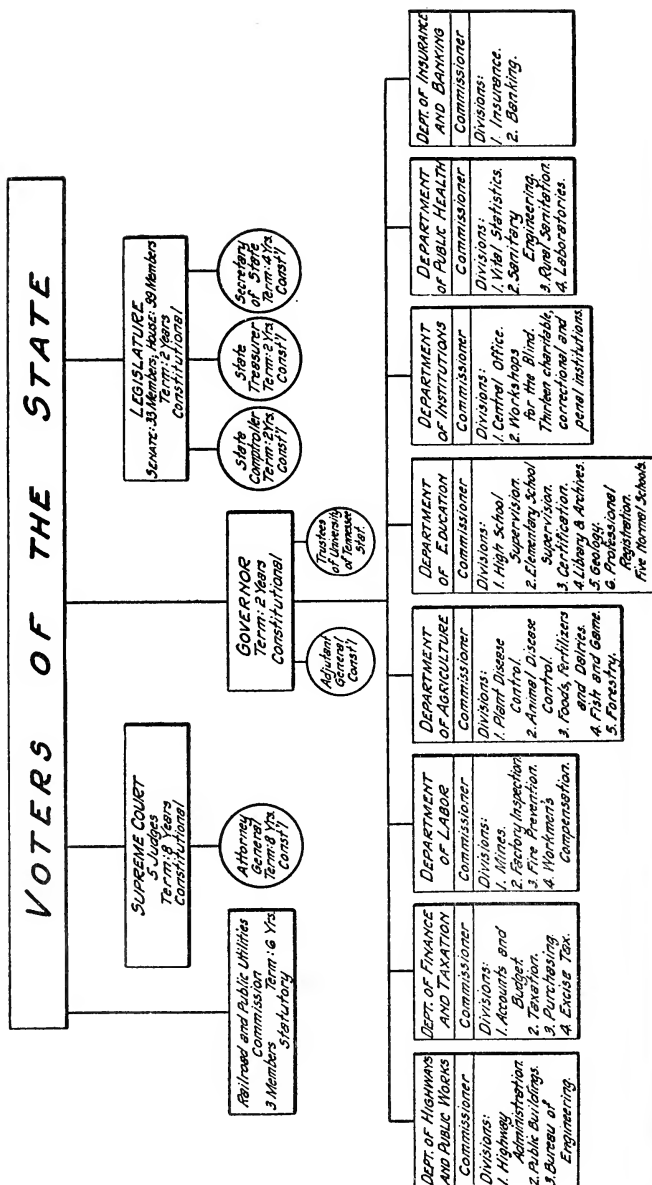 VOTERS OF THE STATE
Railroad and Public Utilities
Commission
3 Members Term: 6 Yrs.
Statutory
SUPREME COURT
5 Judges
Term: 8 Years
Constitutional
Attorney
General
Term: 8 Yrs.
Const'l
GOVERNOR
Term: 2 Years
Constitutional
Adjutant
General
Const'l
Trustees
of University
of Tennessee
Stat.
LEGISLATURE
SENATE: 33 Members, HOUSE: 99 Members
Term: 2 Years
Constitutional
State
Comptroller
Term: 2 Yrs.
Const'l
State
Treasurer
Term: 2 Yrs.
Const'l
Secretary
of State
Term: 4 Yrs.
Const'l
DEPT. OF HIGHWAYS
AND PUBLIC WORKS
Commissioner
Divisions:
1. Highway
Administration.
2. Public Buildings.
3. Bureau of
Engineering.
DEPT. OF FINANCE
AND TAXATION
Commissioner
Divisions:
1. Accounts and
Budget.
2. Taxation.
3. Purchasing.
4. Excise Tax.
DEPARTMENT
OF LABOR
Commissioner
Divisions:
1. Mines.
2. Factory Inspection.
3. Fire Prevention.
4. Workmen's
Compensation.
DEPARTMENT
OF AGRICULTURE
Commissioner
Divisions:
1. Plant Disease
Control.
2. Animal Disease
Control.
3. Foods, Fertilizers
and Dairies.
4. Fish and Game.
5. Forestry.
DEPARTMENT
OF EDUCATION
Commissioner
Divisions:
1. High School
Supervision.
2. Elementary School
Supervision.
3. Certification.
4. Library & Archives.
5. Geology.
6. Professional
Registration.
Five Normal Schools.
DEPARTMENT
OF INSTITUTIONS
Commissioner
Divisions:
1. Central Office.
2. Workshops
for the Blind.
Thirteen charitable,
correctional and
penal institutions.
DEPARTMENT
OF PUBLIC HEALTH
Commissioner
Divisions:
1. Vital Statistics.
2. Sanitary
Engineering.
3. Rural Sanitation.
4. Laboratories.
DEPT. OF INSURANCE
AND BANKING
Commissioner
Divisions:
1. Insurance.
2. Banking.